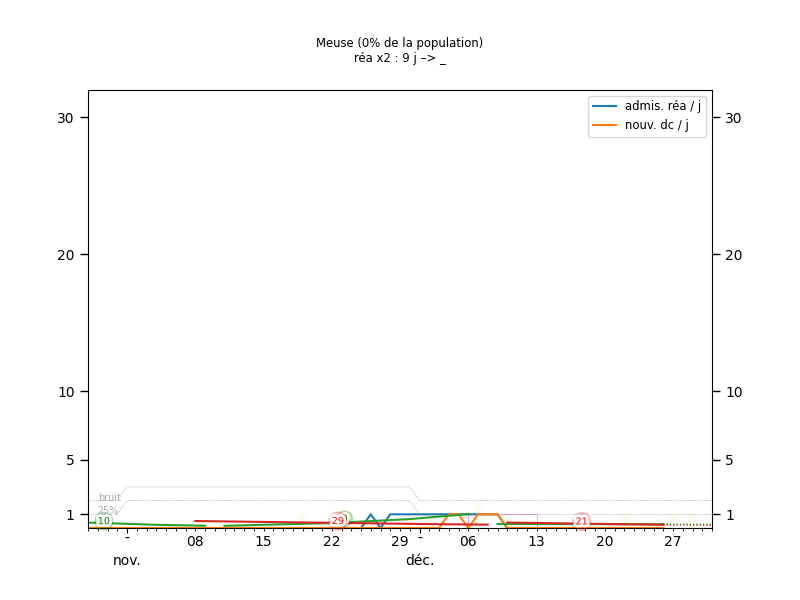 Meuse (0% de la population)
réa x2 : 9 j –> _
admis. réa / j
nouv. dc / j
30 30
20 20
10 10
5 5
1 1
bruit
25%
10 29 21
- 08 15 22 29 - 06 13 20 27
nov. déc.